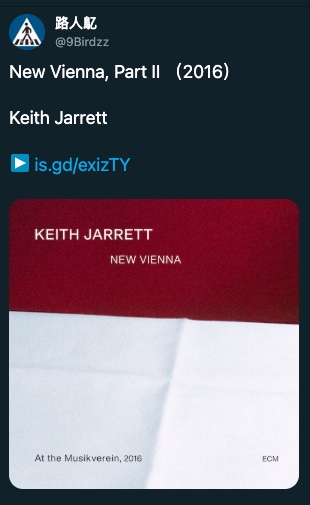 路人鳦
@9Birdzz
New Vienna, Part II （2016）
Keith Jarrett
is.gd/exizTY
KEITH JARRETT
NEW VIENNA
At the Musikverein, 2016
ECM